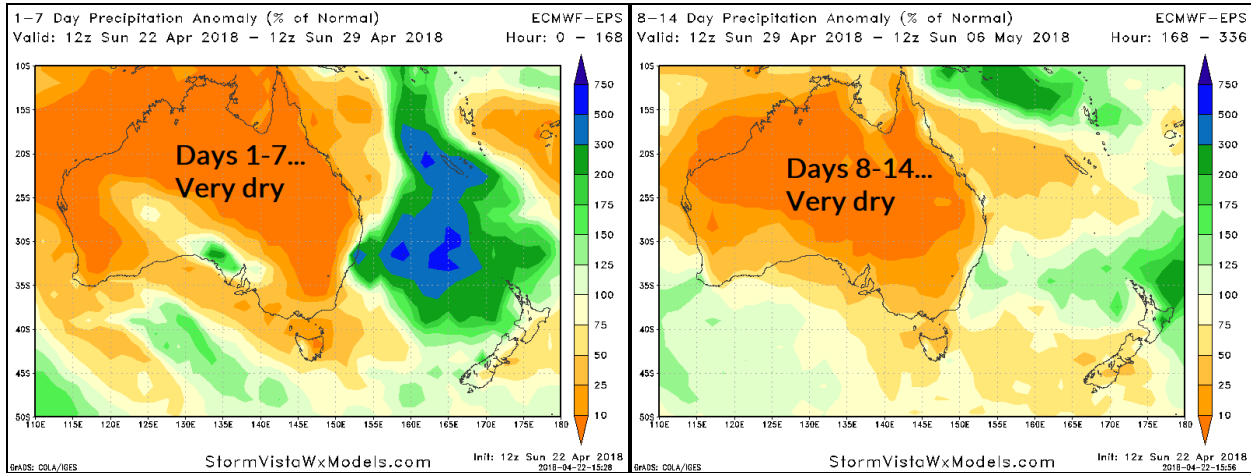 1-7 Day Precipitation Anomaly (% of Normal) ECMWF-EPS
Valid: 12z Sun 22 Apr 2018 - 12z Sun 29 Apr 2018 Hour: 0 - 168
10S
15S
20S
25S
30S
35S
40S
45S
50S
110E 115E 120E 125E 130E 135E 140E 145E 150E 155E 160E 165E 170E 175E 180
750
500
300
200
175
150
125
100
75
50
25
10
Days 1-7...
Very dry
GrADS: COLA/IGES
StormVistaWxModels.com
Init: 12z Sun 22 Apr 2018
2018-04-22-15:28
8-14 Day Precipitation Anomaly (% of Normal) ECMWF-EPS
Valid: 12z Sun 29 Apr 2018 - 12z Sun 06 May 2018 Hour: 168 - 336
10S
15S
20S
25S
30S
35S
40S
45S
50S
110E 115E 120E 125E 130E 135E 140E 145E 150E 155E 160E 165E 170E 175E 180
750
500
300
200
175
150
125
100
75
50
25
10
Days 8-14...
Very dry
GrADS: COLA/IGES
StormVistaWxModels.com
Init: 12z Sun 22 Apr 2018
2018-04-22-15:56